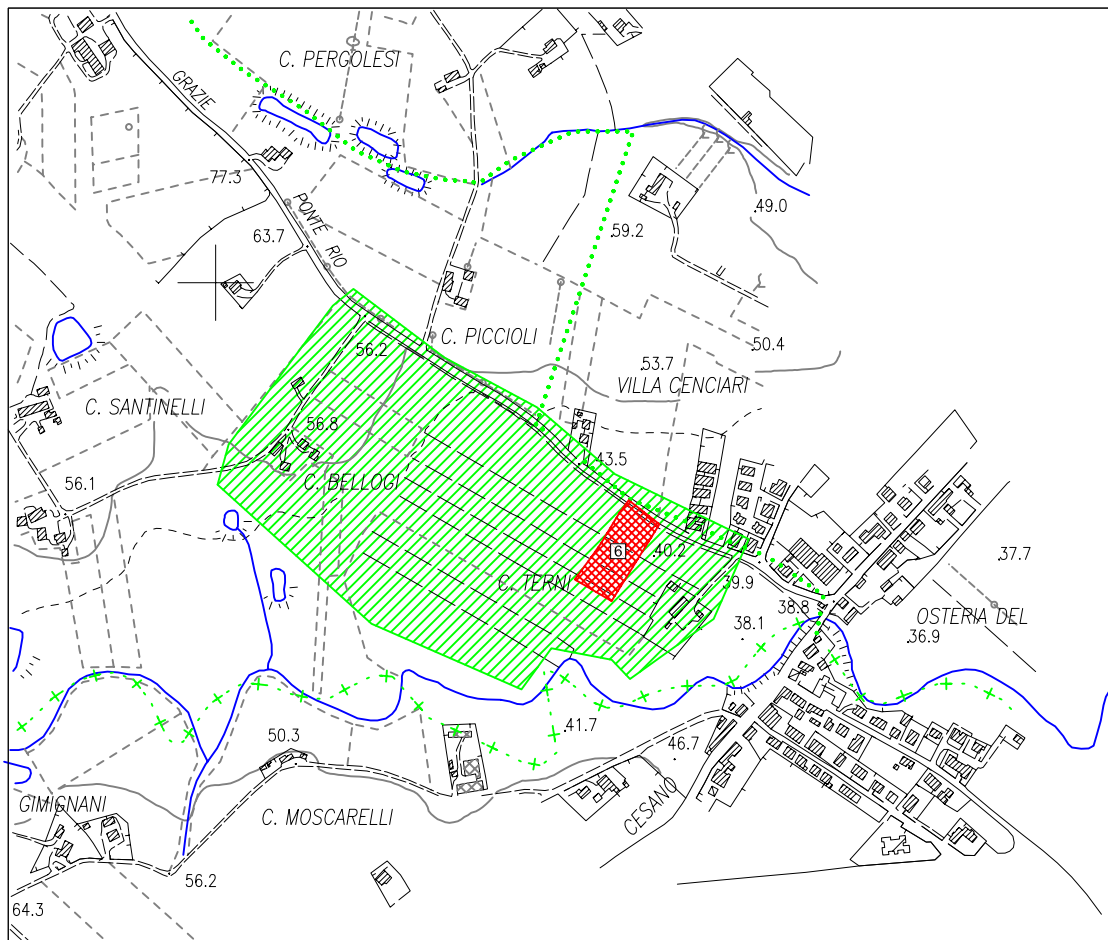 C. PERGOLESI
GRAZIE
77.3
PONTE RIO
49.0
63.7
59.2
C. PICCIOLI
56.2
50.4
53.7
VILLA CENCIARI
C. SANTINELLI
56.8
43.5
C. BELLOGI
56.1
6
40.2
37.7
C. TERNI
39.9
38.8
OSTERIA DEL
38.1
36.9
41.7
50.3
46.7
GIMIGNANI
C. MOSCARELLI
CESANO
56.2
64.3